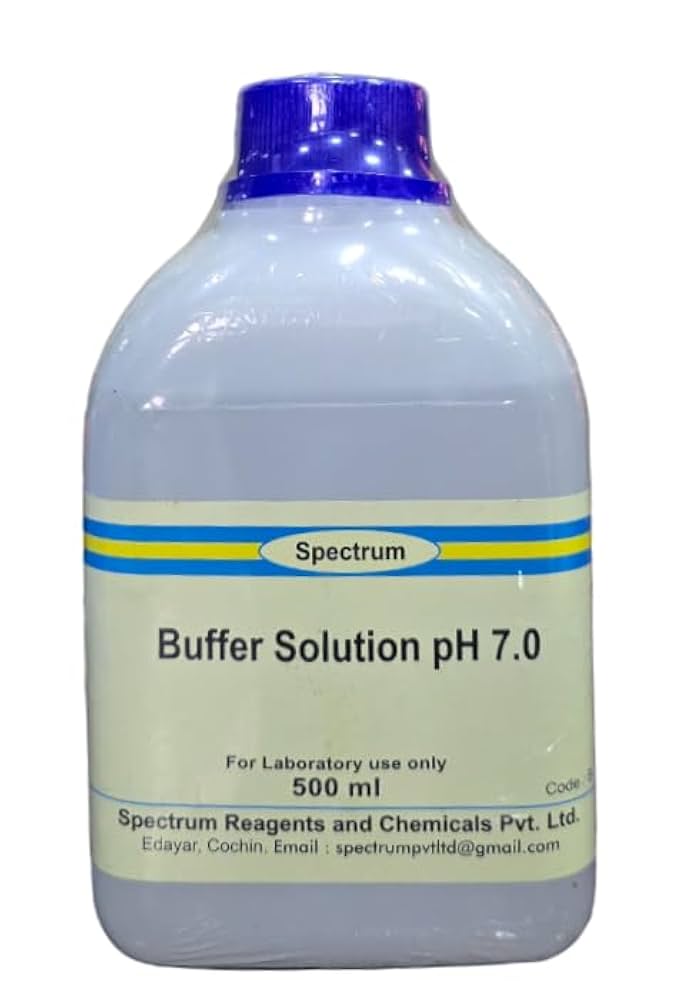 Spectrum
Buffer Solution pH 7.0
For Laboratory use only
500 ml
Code :
Spectrum Reagents and Chemicals Pvt. Ltd.
Edayar, Cochin. Email : spectrumpvtltd@gmail.com